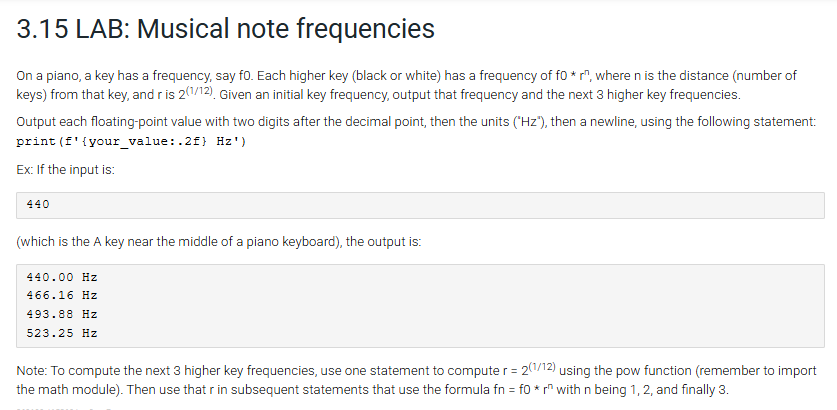 3.15 LAB: Musical note frequencies
On a piano, a key has a frequency, say f0. Each higher key (black or white) has a frequency of f0 * rⁿ, where n is the distance (number of
keys) from that key, and r is 2^(1/12). Given an initial key frequency, output that frequency and the next 3 higher key frequencies.
Output each floating-point value with two digits after the decimal point, then the units ("Hz"), then a newline, using the following statement:
print(f'{your_value:.2f} Hz')
Ex: If the input is:
440
(which is the A key near the middle of a piano keyboard), the output is:
440.00 Hz
466.16 Hz
493.88 Hz
523.25 Hz
Note: To compute the next 3 higher key frequencies, use one statement to compute r = 2^(1/12) using the pow function (remember to import
the math module). Then use that r in subsequent statements that use the formula fn = f0 * rⁿ with n being 1, 2, and finally 3.